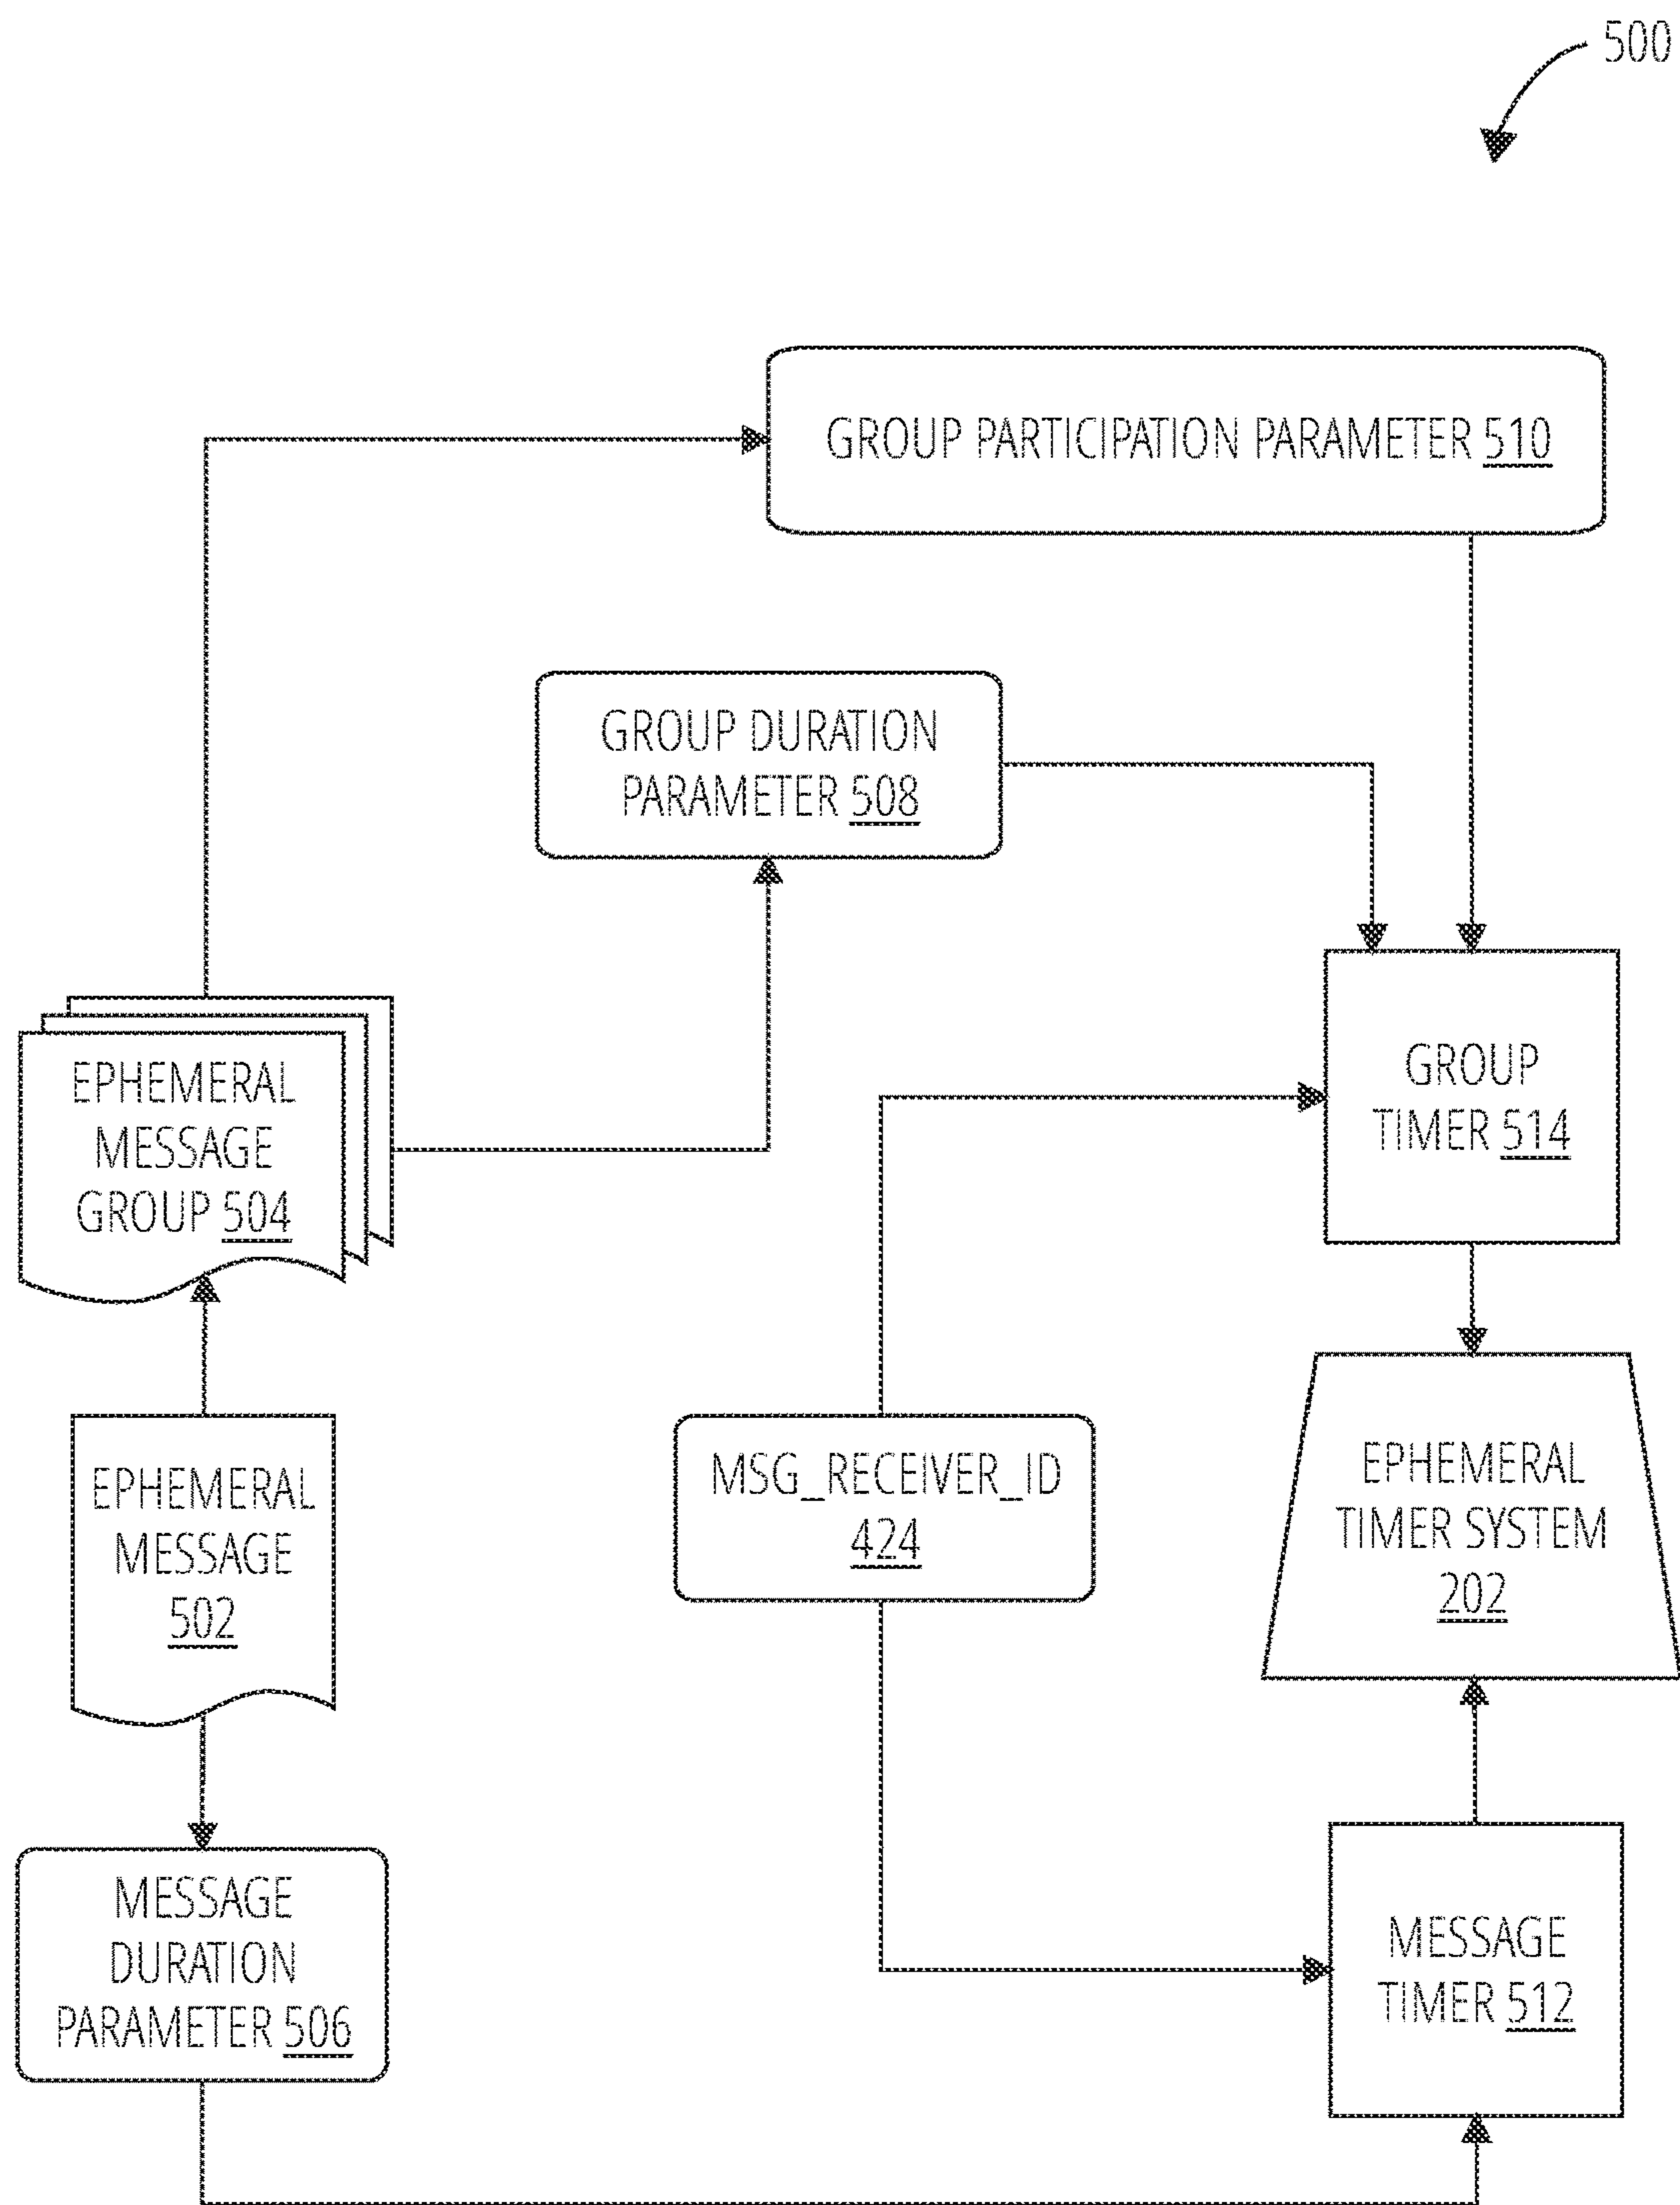 500
GROUP PARTICIPATION PARAMETER 510
GROUP DURATION
PARAMETER 508
EPHEMERAL
MESSAGE
GROUP 504
GROUP
TIMER 514
EPHEMERAL
MESSAGE
502
MSG_RECEIVER_ID
424
EPHEMERAL
TIMER SYSTEM
202
MESSAGE
DURATION
PARAMETER 506
MESSAGE
TIMER 512